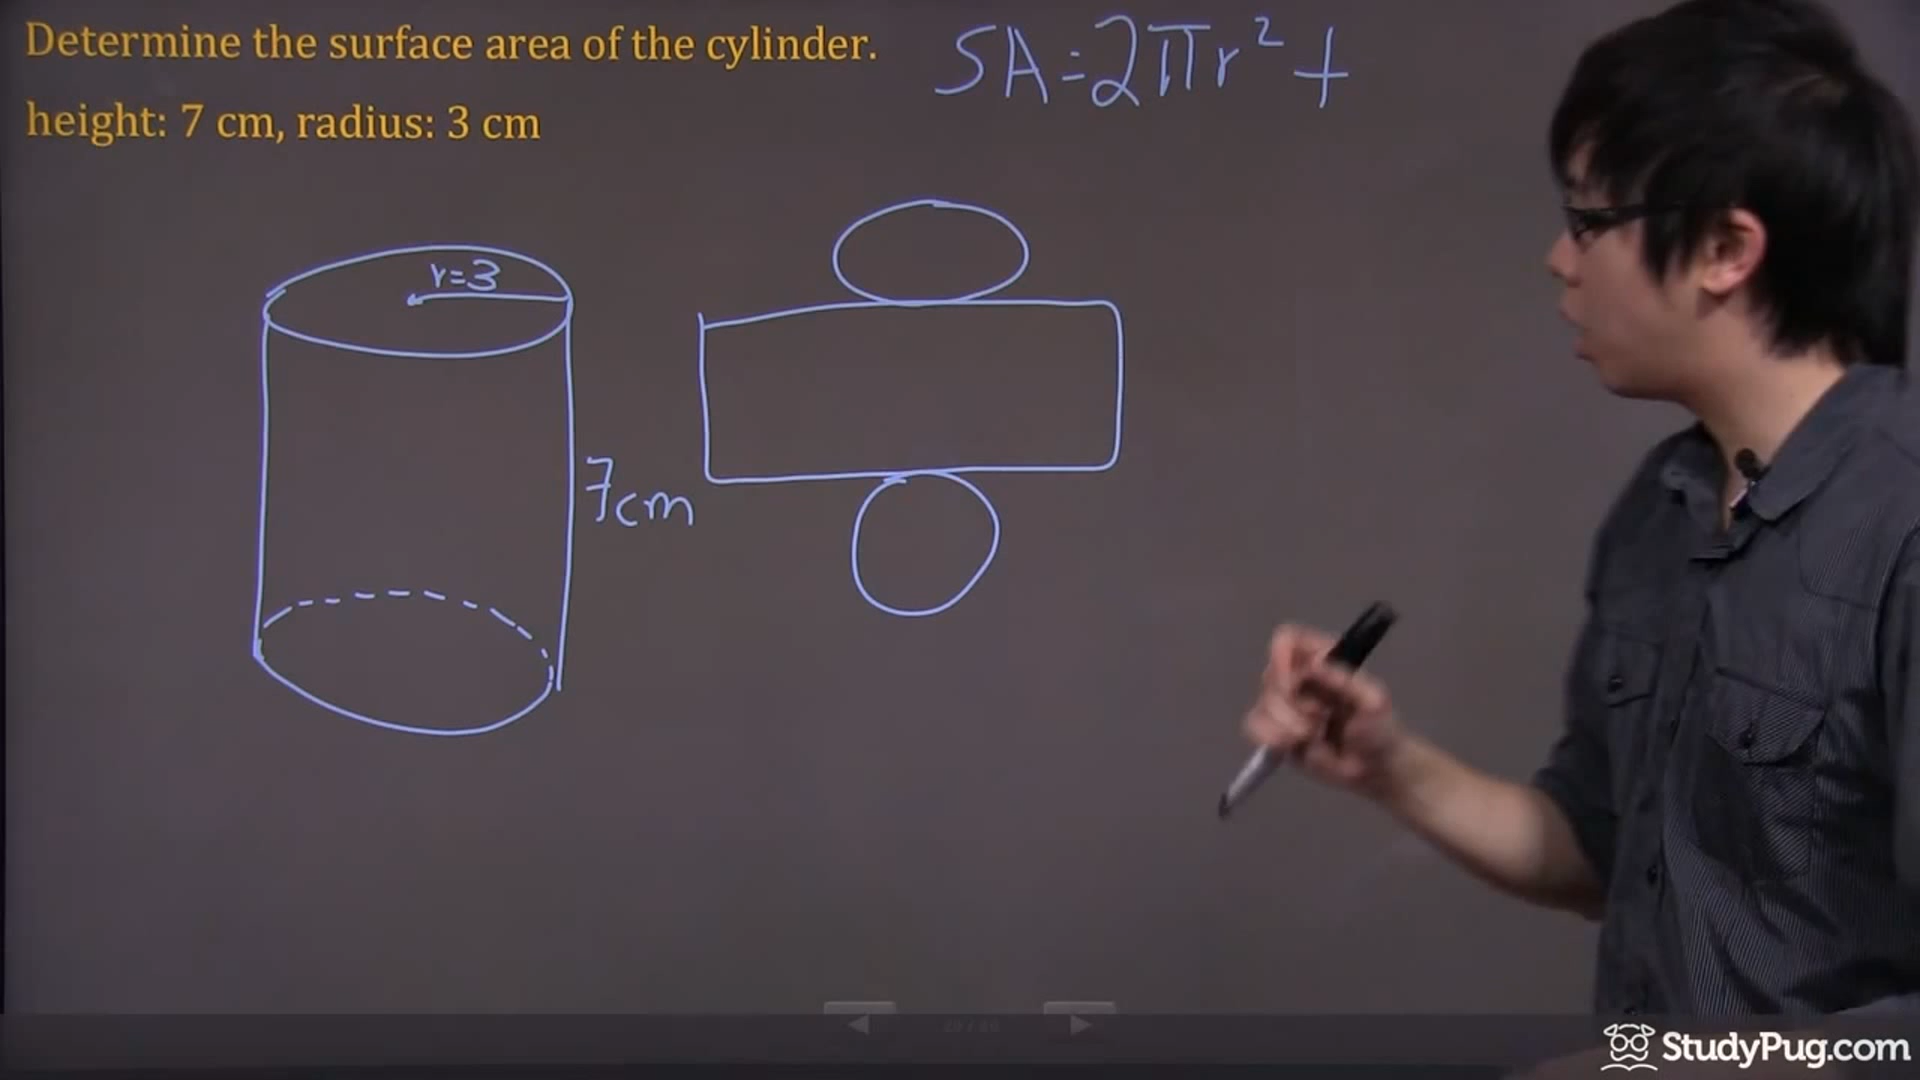 Determine the surface area of the cylinder.
SA=2πr²+
height: 7 cm, radius: 3 cm
r=3
7cm
StudyPug.com